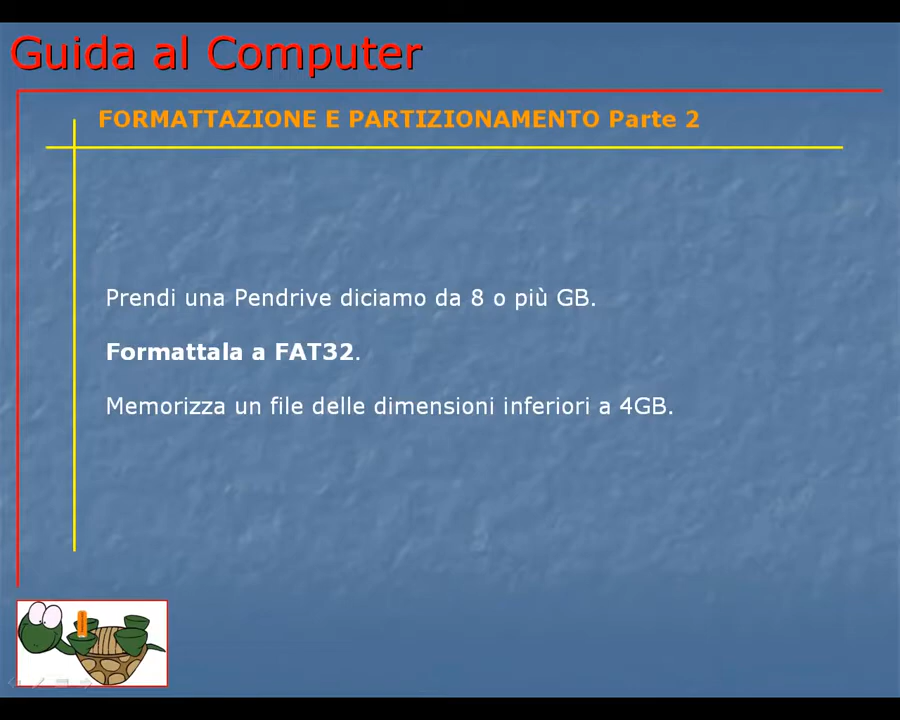 Guida al Computer
FORMATTAZIONE E PARTIZIONAMENTO Parte 2
Prendi una Pendrive diciamo da 8 o più GB.
Formattala a FAT32.
Memorizza un file delle dimensioni inferiori a 4GB.